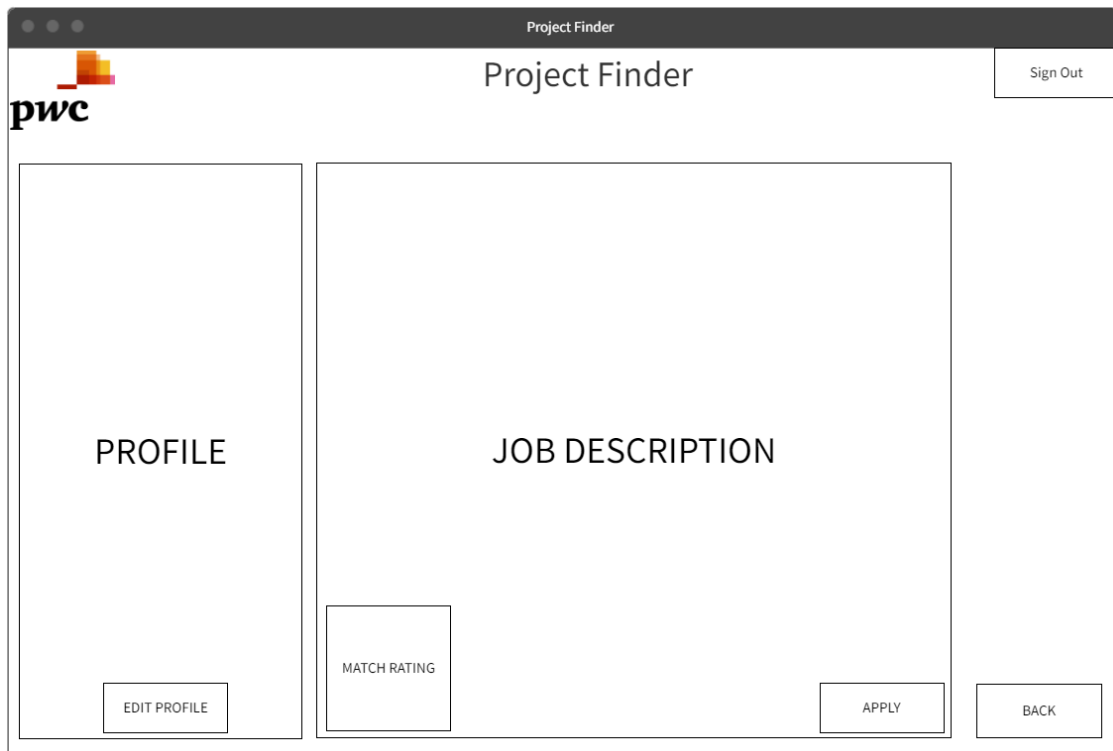 Project Finder
Project Finder
Sign Out
pwc
PROFILE
JOB DESCRIPTION
MATCH RATING
EDIT PROFILE
APPLY
BACK